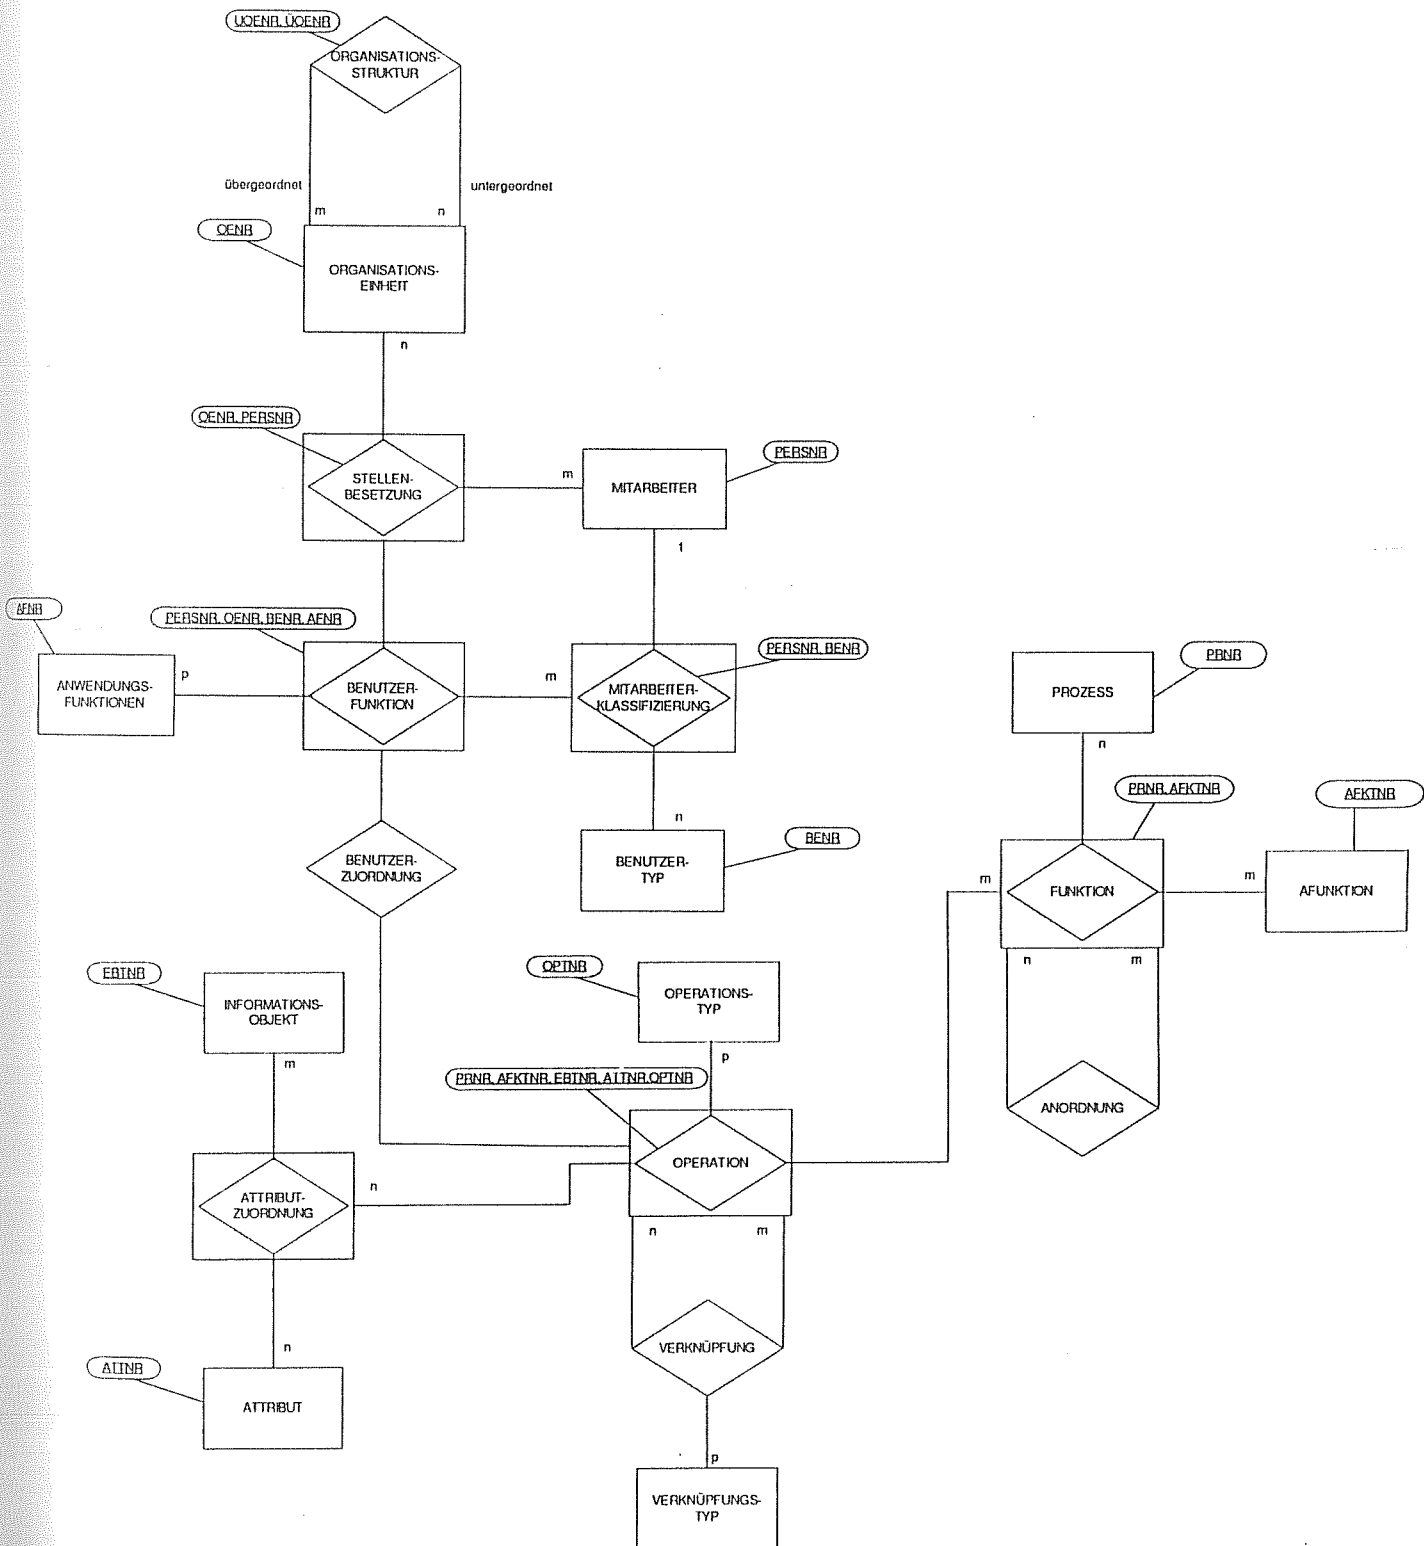 UOENR, ÜOENR
ORGANISATIONS-
STRUKTUR
übergeordnet
untergeordnet
m
n
OENR
ORGANISATIONS-
EINHEIT
n
OENR, PERSNR
STELLEN-
BESETZUNG
m
MITARBEITER
PERSNR
1
AFNR
PERSNR, OENR, BENR, AFNR
ANWENDUNGS-
FUNKTIONEN
p
BENUTZER-
FUNKTION
m
MITARBEITER-
KLASSIFIZIERUNG
PERSNR, BENR
PROZESS
PRNR
n
n
BENUTZER-
TYP
BENR
BENUTZER-
ZUORDNUNG
PRNR, AFKTNR
AFKTNR
m
FUNKTION
m
AFUNKTION
n
m
ANORDNUNG
EBTNR
INFORMATIONS-
OBJEKT
m
OPTNR
OPERATIONS-
TYP
p
PRNR, AFKTNR, EBTNR, ATTNR,OPTNR
OPERATION
ATTRIBUT-
ZUORDNUNG
n
n
m
VERKNÜPFUNG
n
ATTNR
ATTRIBUT
p
VERKNÜPFUNGS-
TYP